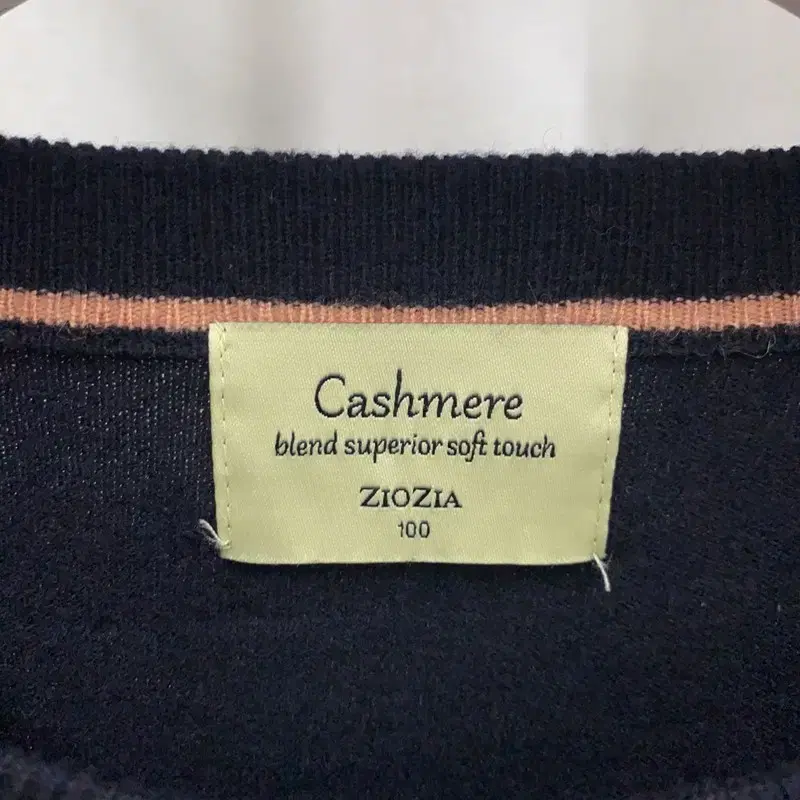 Cashmere
blend superior soft touch
ZIOZIA
100